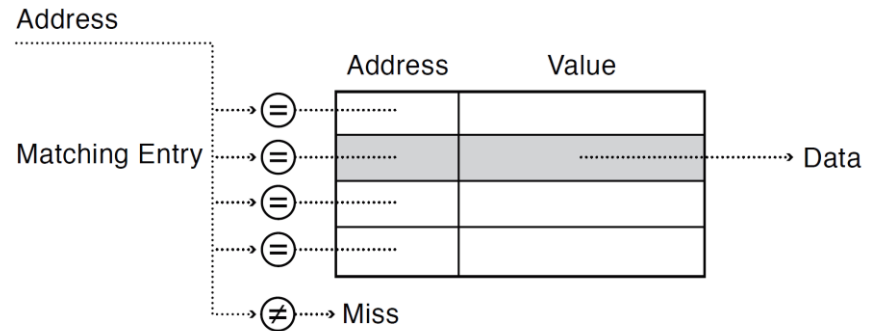 Address
Address Value
=
Matching Entry = Data
=
=
≠ Miss